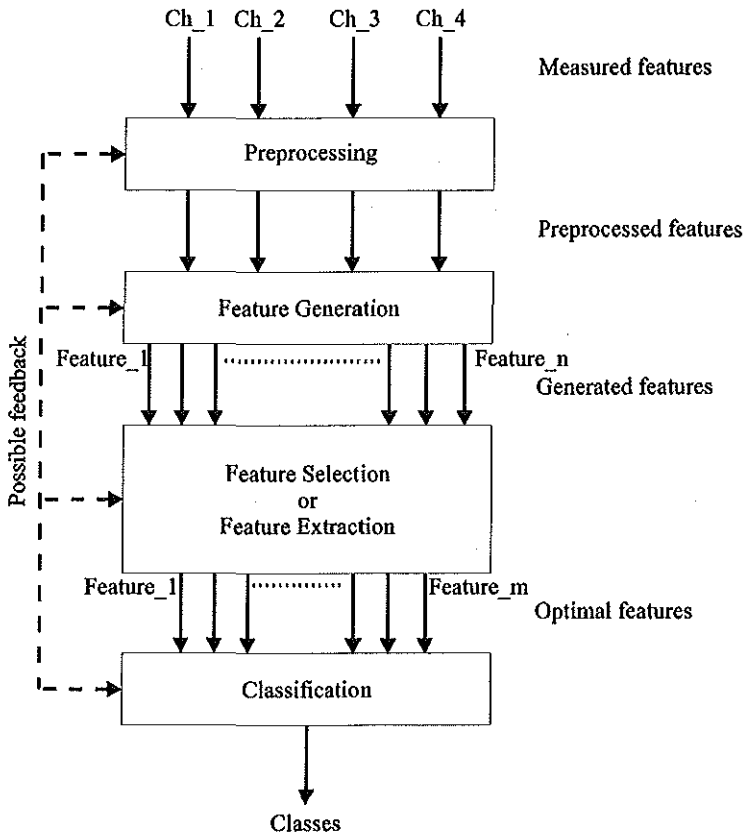 Ch_1 Ch_2 Ch_3 Ch_4
Measured features
Preprocessing
Preprocessed features
Feature Generation
Feature_1 Feature_n
Generated features
Possible feedback
Feature Selection
or
Feature Extraction
Feature_1 Feature_m
Optimal features
Classification
Classes